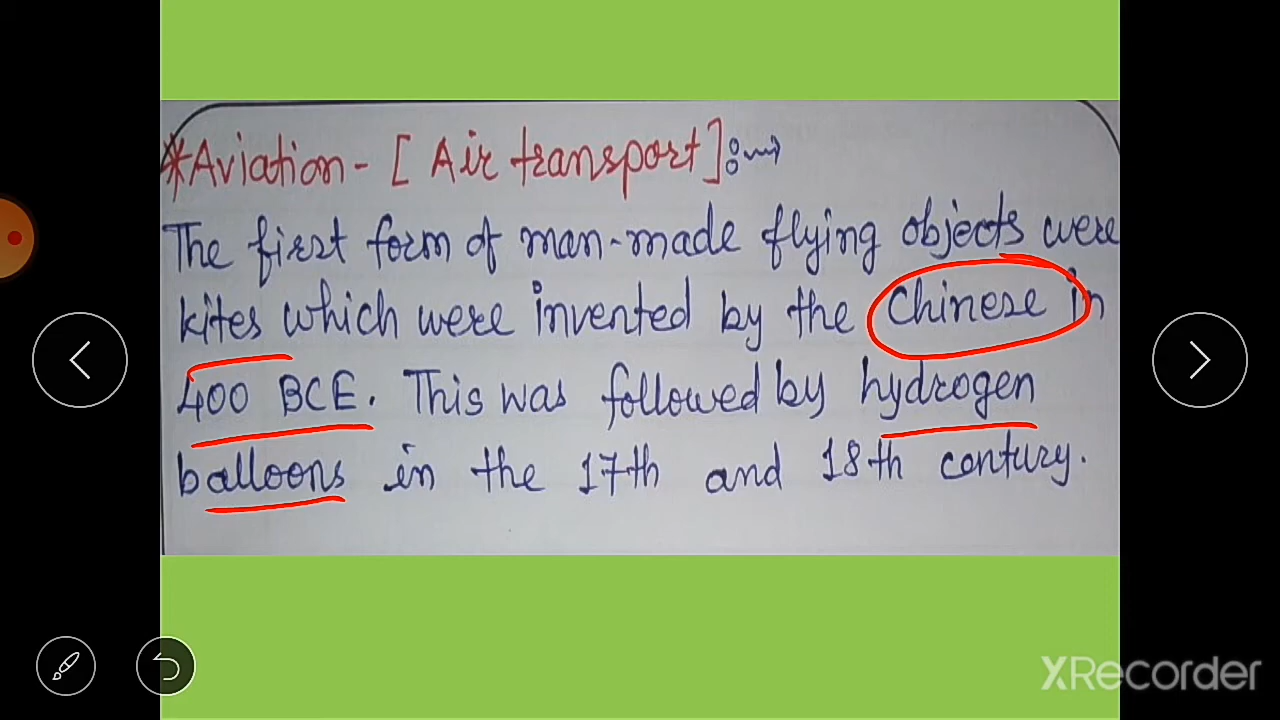 *Aviation - [ Air transport ]:⇝
The first form of man-made flying objects were
kites which were invented by the Chinese in
400 BCE. This was followed by hydrogen
balloons in the 17th and 18th century.
XRecorder